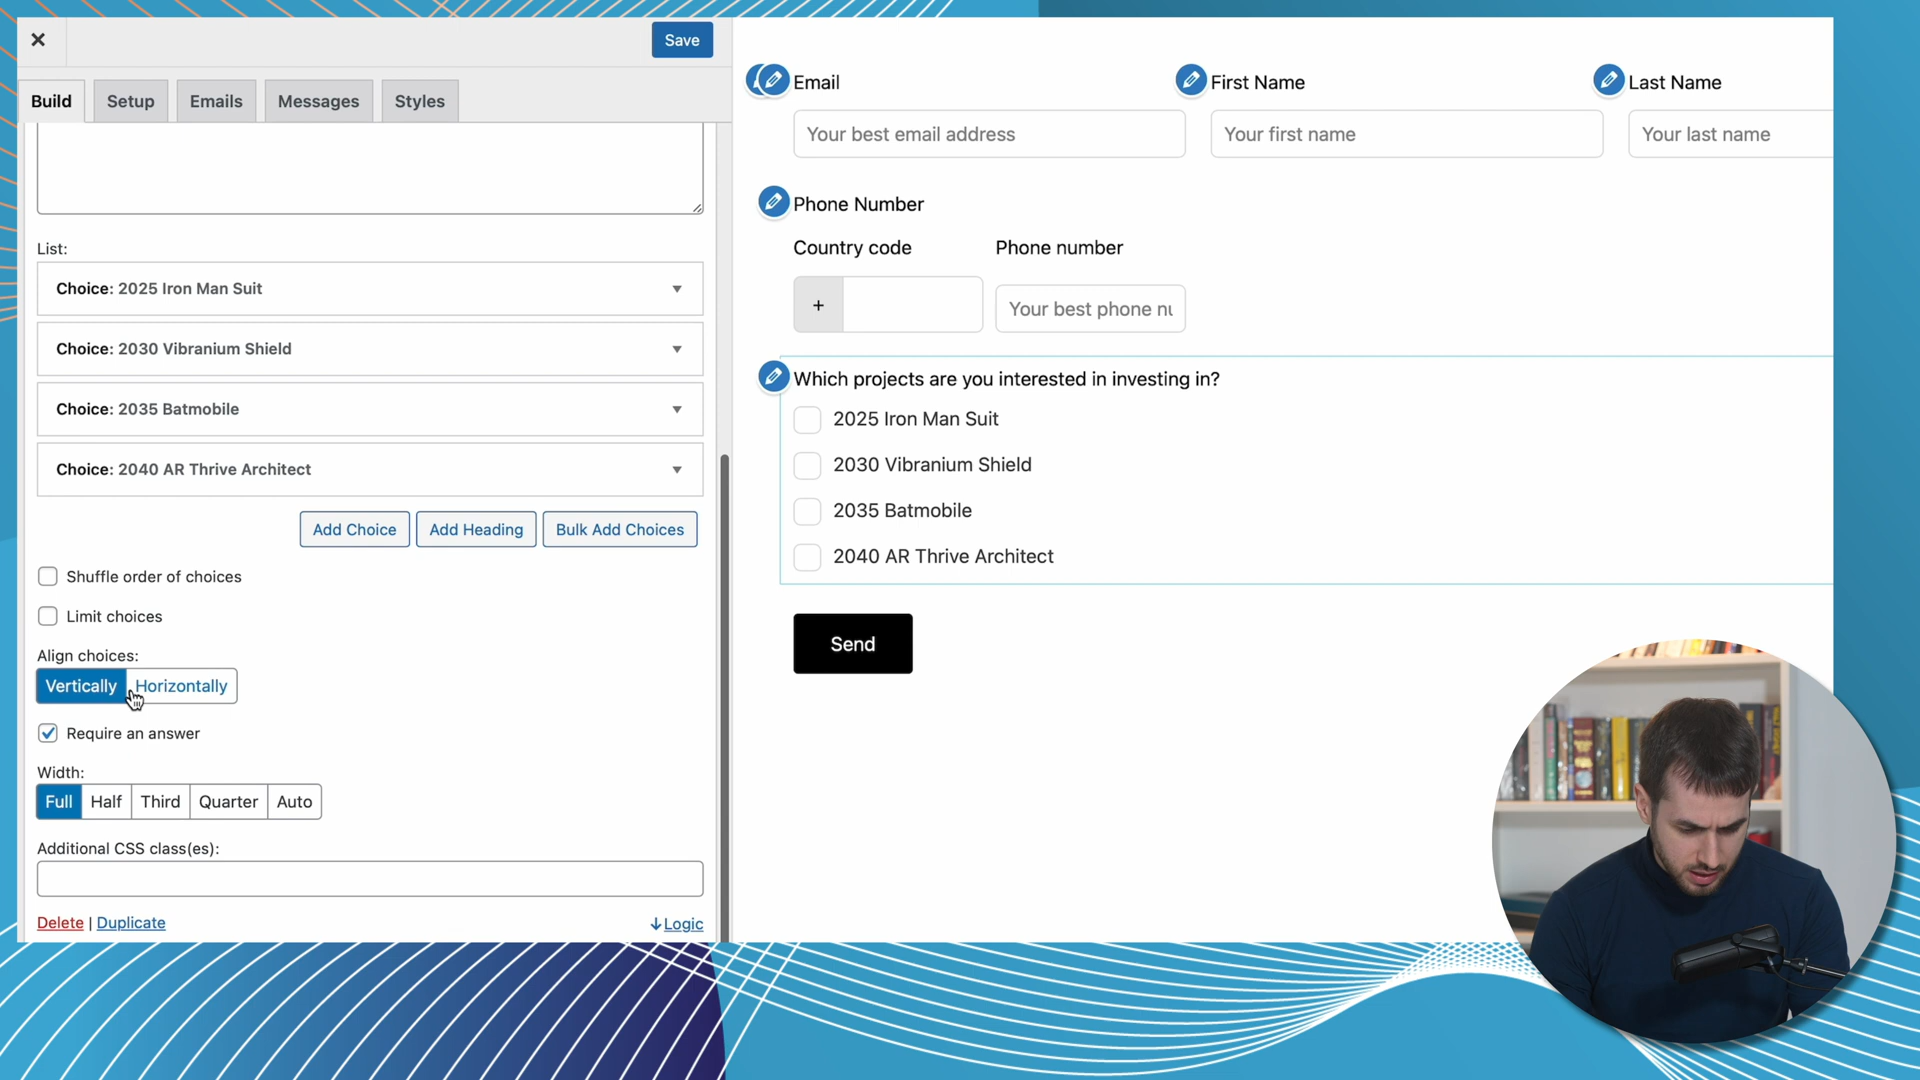 Save
Build
Setup
Emails
Messages
Styles
List:
Choice: 2025 Iron Man Suit
Choice: 2030 Vibranium Shield
Choice: 2035 Batmobile
Choice: 2040 AR Thrive Architect
Add Choice
Add Heading
Bulk Add Choices
Shuffle order of choices
Limit choices
Align choices:
Vertically
Horizontally
Require an answer
Width:
Full
Half
Third
Quarter
Auto
Additional CSS class(es):
Delete | Duplicate
Logic
Email
First Name
Last Name
Your best email address
Your first name
Your last name
Phone Number
Country code
Phone number
+
Your best phone nu
Which projects are you interested in investing in?
2025 Iron Man Suit
2030 Vibranium Shield
2035 Batmobile
2040 AR Thrive Architect
Send